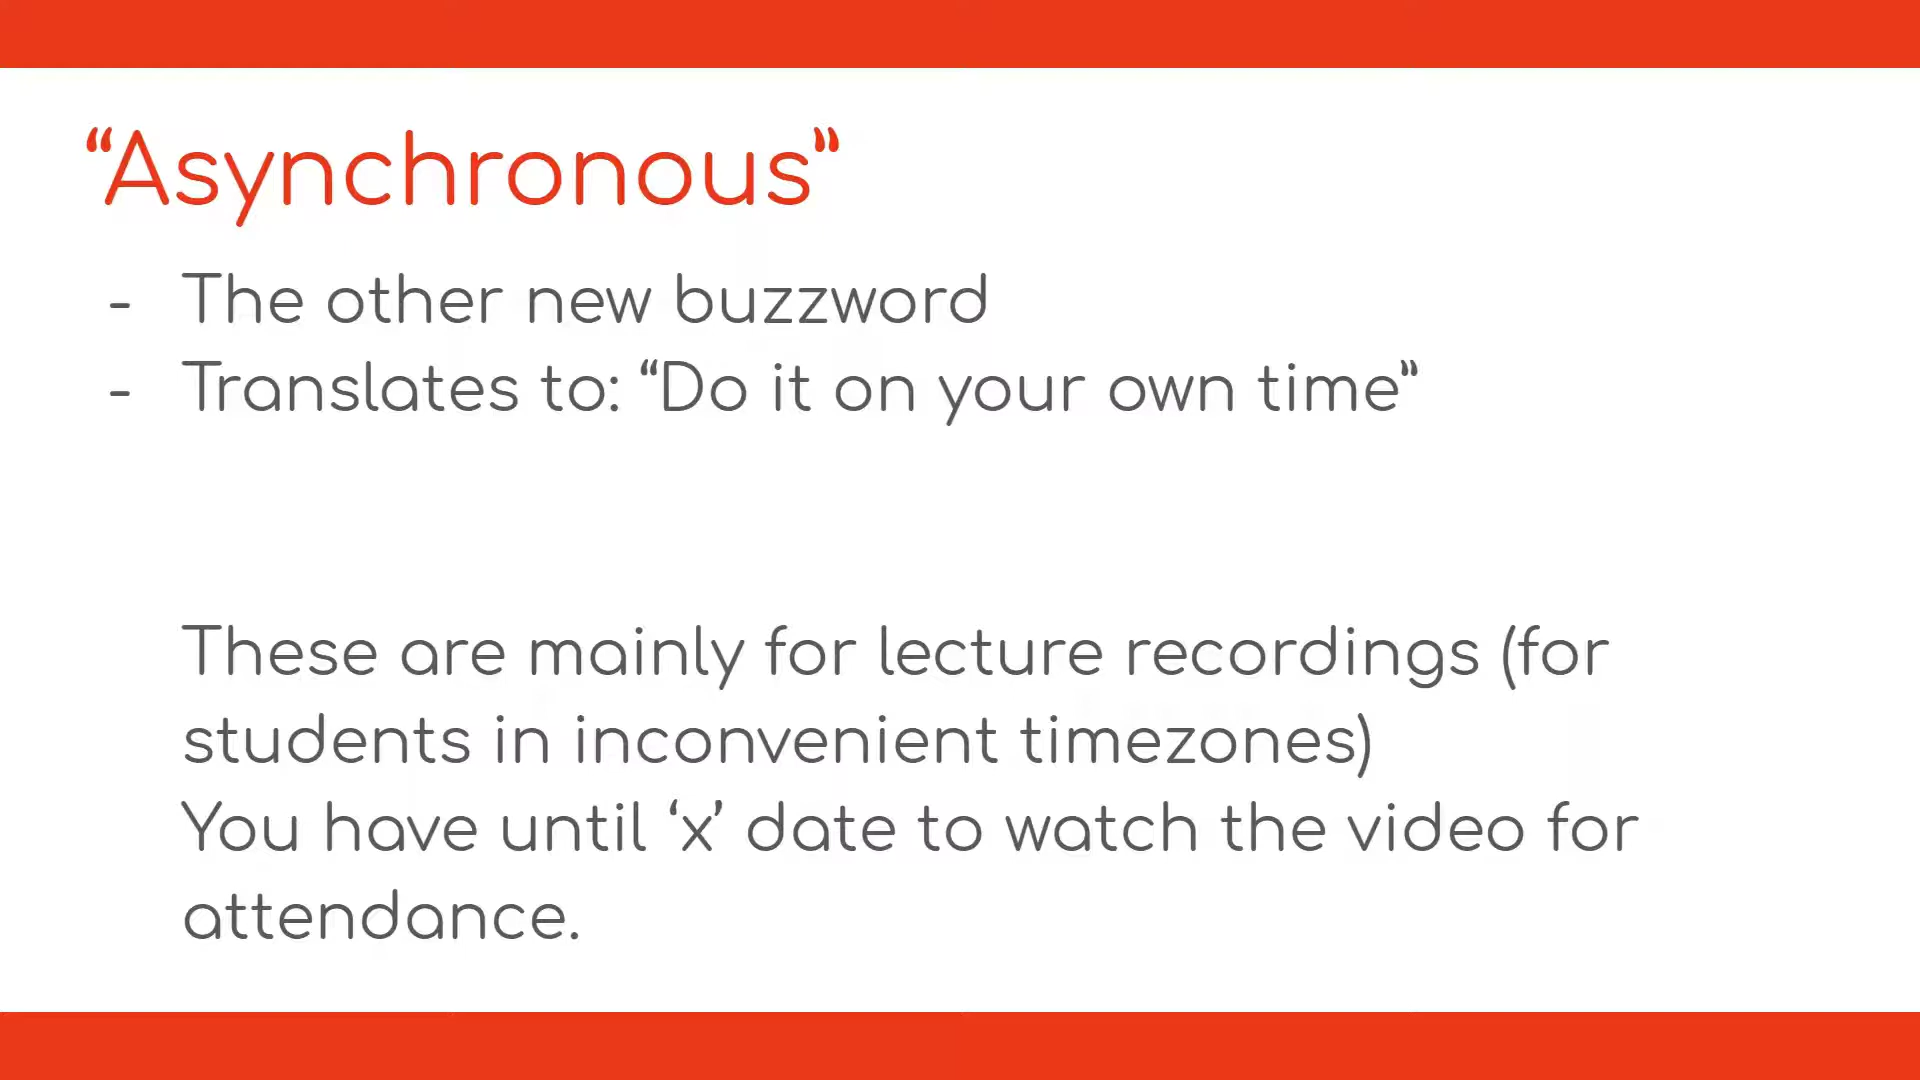 “Asynchronous“
- The other new buzzword
- Translates to: “Do it on your own time”
These are mainly for lecture recordings (for
students in inconvenient timezones)
You have until ‘x’ date to watch the video for
attendance.